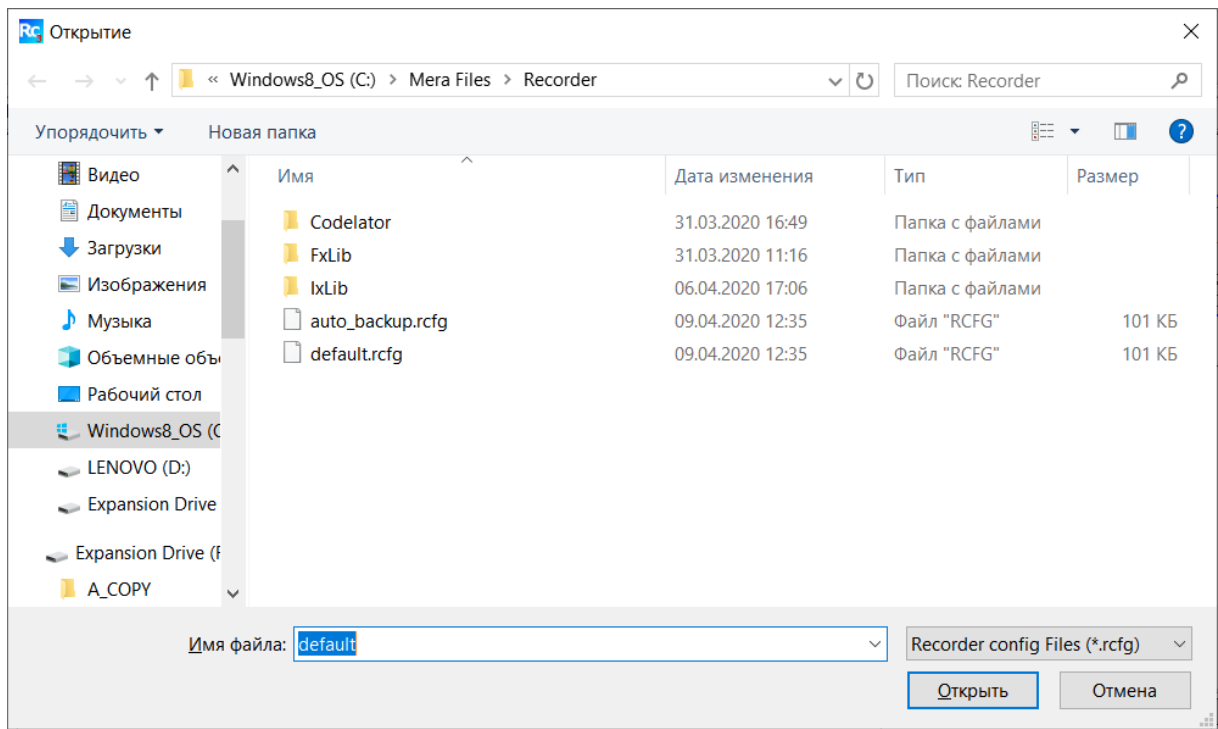 Rc Открытие
« Windows8_OS (C:) > Mera Files > Recorder
Поиск: Recorder
Упорядочить Новая папка
?
Имя Дата изменения Тип Размер
Видео
Документы
Загрузки
Изображения
Музыка
Объемные объ
Рабочий стол
Windows8_OS (C
LENOVO (D:)
Expansion Drive
Expansion Drive (F
A_COPY
Codelator 31.03.2020 16:49 Папка с файлами
FxLib 31.03.2020 11:16 Папка с файлами
IxLib 06.04.2020 17:06 Папка с файлами
auto_backup.rcfg 09.04.2020 12:35 Файл "RCFG" 101 КБ
default.rcfg 09.04.2020 12:35 Файл "RCFG" 101 КБ
Имя файла: default Recorder config Files (*.rcfg)
Открыть Отмена